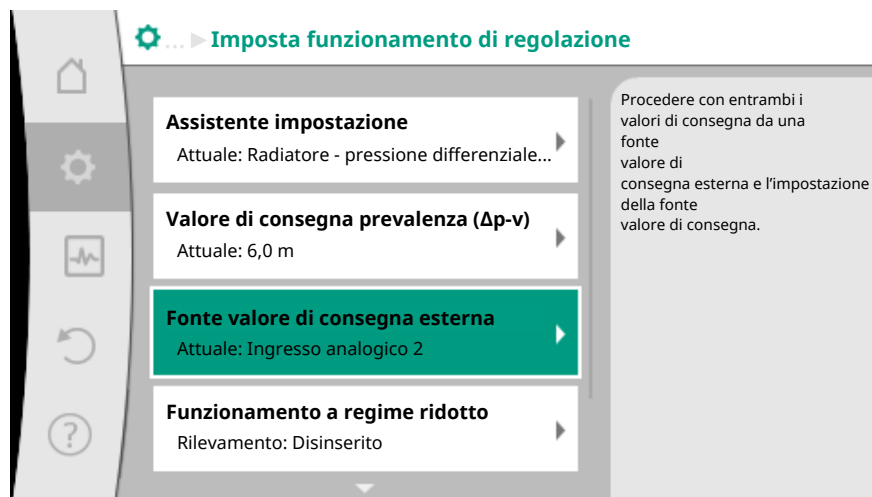 ... Imposta funzionamento di regolazione
Assistente impostazione
Attuale: Radiatore - pressione differenziale...
Valore di consegna prevalenza (Δp-v)
Attuale: 6,0 m
Fonte valore di consegna esterna
Attuale: Ingresso analogico 2
Funzionamento a regime ridotto
Rilevamento: Disinserito
?
Procedere con entrambi i
valori di consegna da una
fonte
valore di
consegna esterna e l’impostazione
della fonte
valore di consegna.